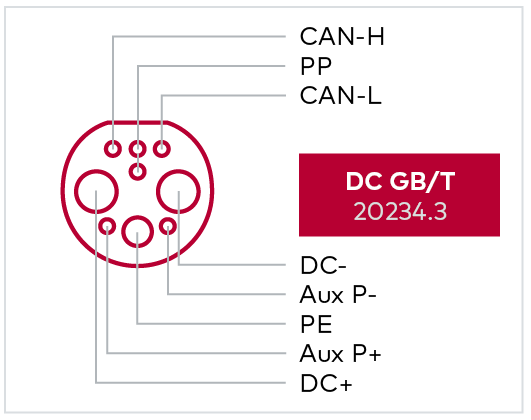 CAN-H
PP
CAN-L
DC GB/T
20234.3
DC-
Aux P-
PE
Aux P+
DC+